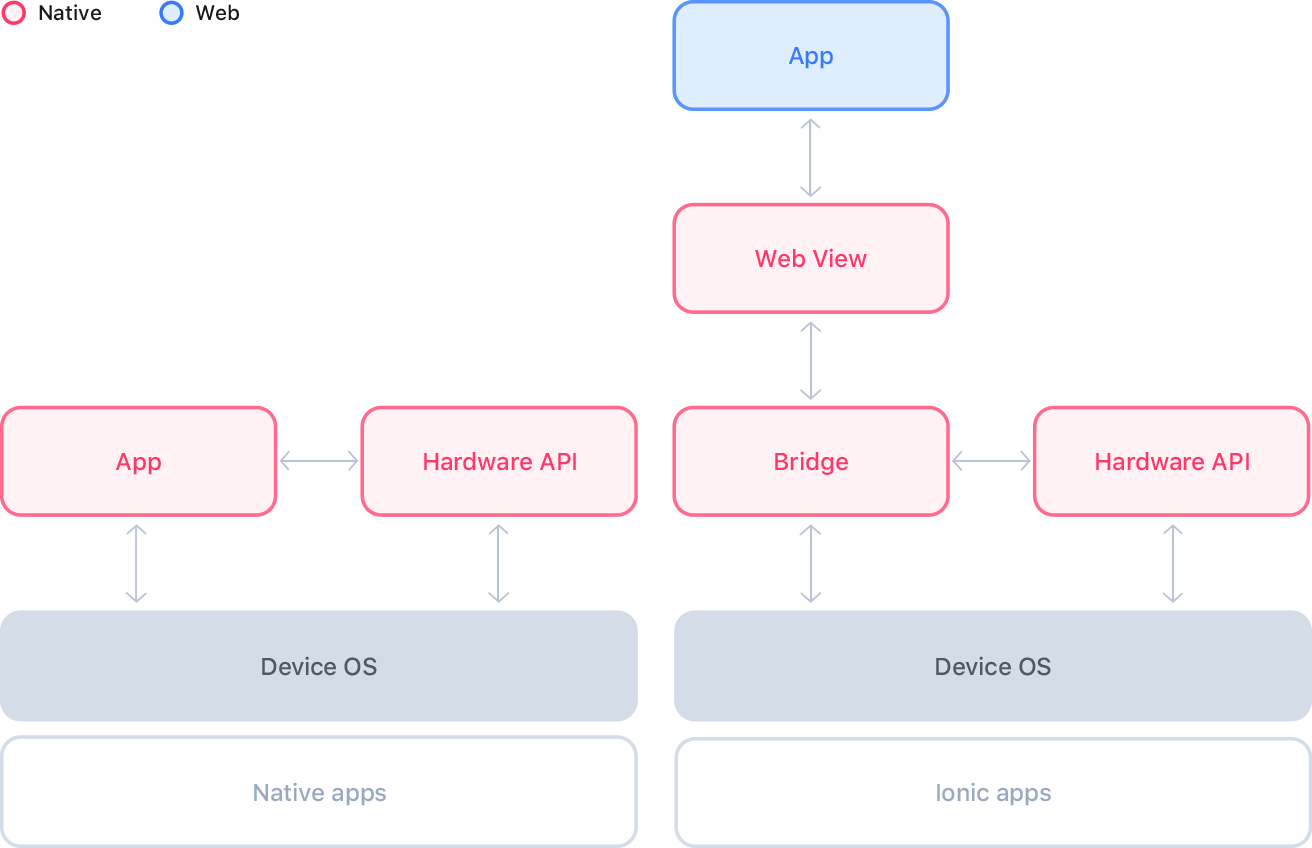 Native
Web
App
Web View
App
Hardware API
Bridge
Hardware API
Device OS
Device OS
Native apps
Ionic apps